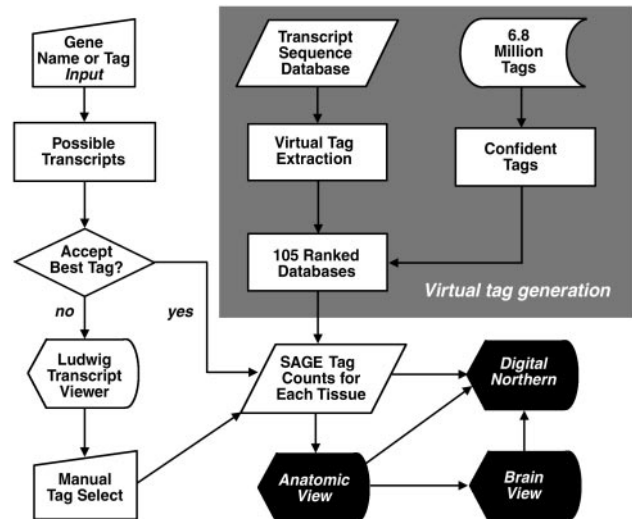 Gene
Name or Tag
Input
Possible
Transcripts
Accept
Best Tag?
no
yes
Ludwig
Transcript
Viewer
Manual
Tag Select
Transcript
Sequence
Database
6.8
Million
Tags
Virtual Tag
Extraction
Confident
Tags
105 Ranked
Databases
Virtual tag generation
SAGE Tag
Counts for
Each Tissue
Digital
Northern
Anatomic
View
Brain
View